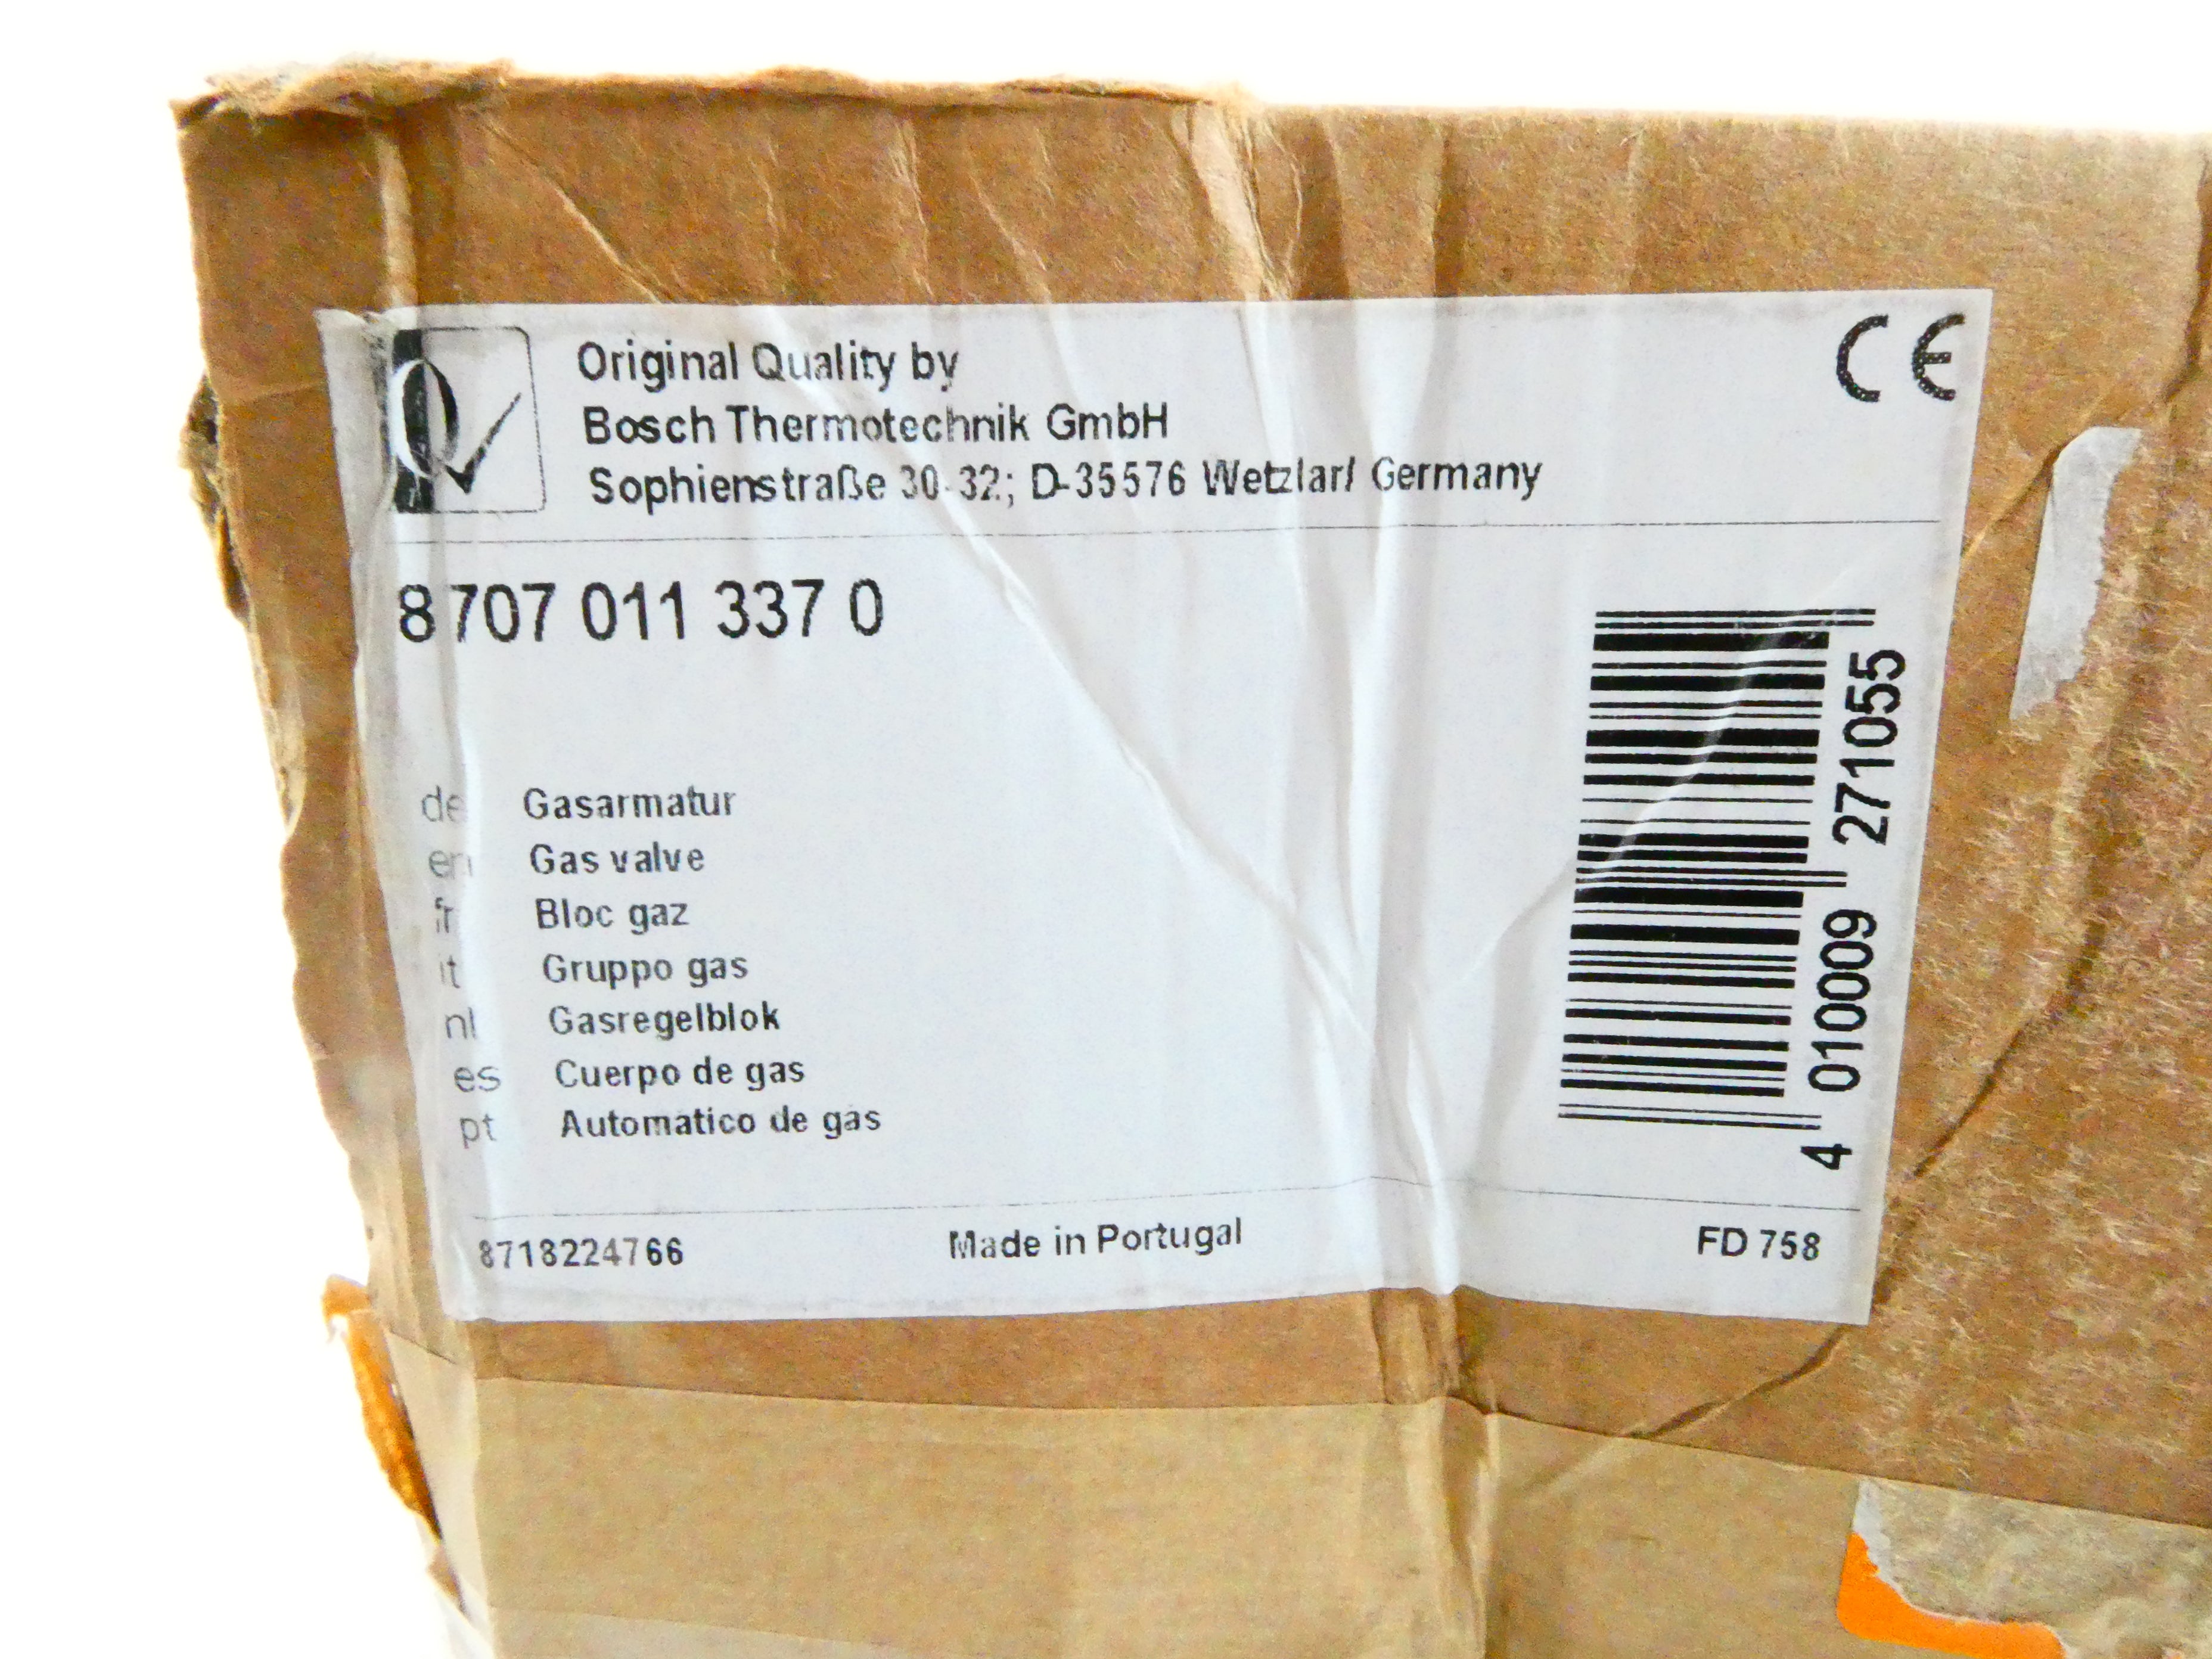 Q
Original Quality by
Bosch Thermotechnik GmbH
Sophienstraße 30-32; D-35576 Wetzlar/ Germany
CE
8 707 011 337 0
de Gasarmatur
en Gas valve
fr Bloc gaz
it Gruppo gas
nl Gasregelblok
es Cuerpo de gas
pt Automatico de gas
4 010009 271055
8718224766 Made in Portugal FD 758